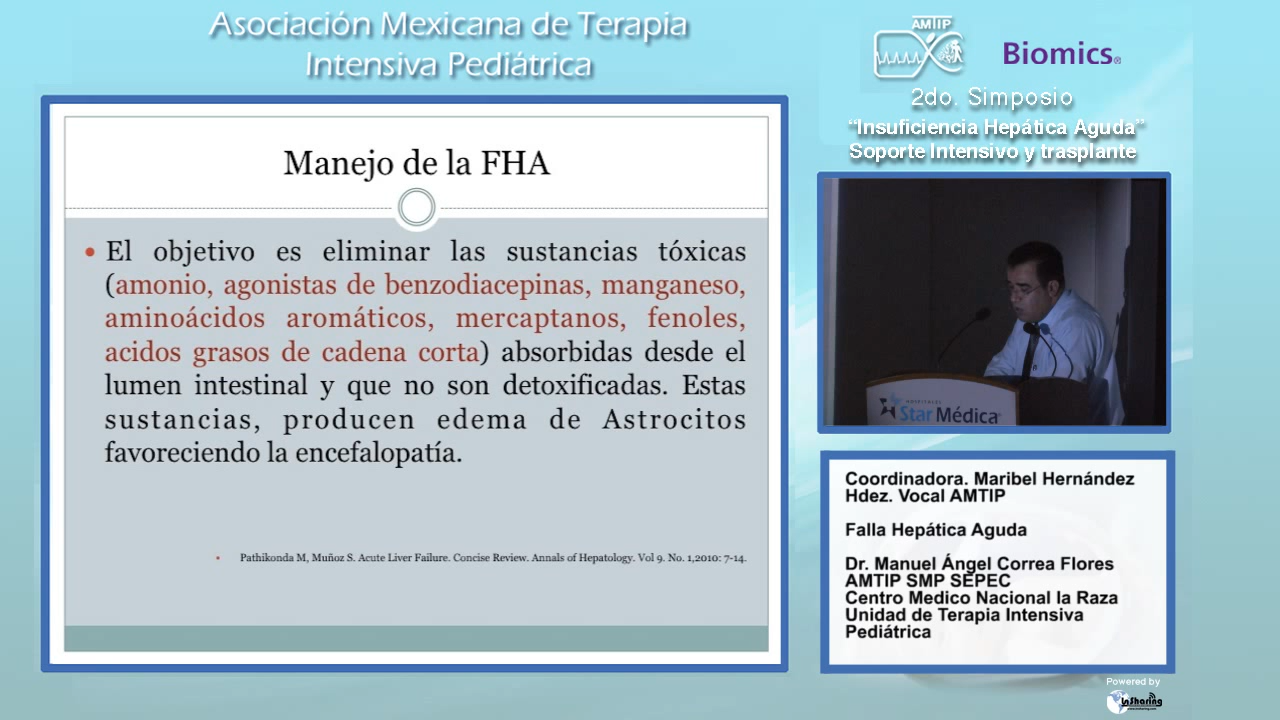 Asociación Mexicana de Terapia
Intensiva Pediátrica
Manejo de la FHA
• El objetivo es eliminar las sustancias tóxicas
(amonio, agonistas de benzodiacepinas, manganeso,
aminoácidos aromáticos, mercaptanos, fenoles,
acidos grasos de cadena corta) absorbidas desde el
lumen intestinal y que no son detoxificadas. Estas
sustancias, producen edema de Astrocitos
favoreciendo la encefalopatía.
• Pathikonda M, Muñoz S. Acute Liver Failure. Concise Review. Annals of Hepatology. Vol 9. No. 1,2010: 7-14.
AMTIP
Biomics®
2do. Simposio
“Insuficiencia Hepática Aguda”
Soporte Intensivo y trasplante
HOSPITALES
Star Médica
Coordinadora. Maribel Hernández
Hdez. Vocal AMTIP
Falla Hepática Aguda
Dr. Manuel Ángel Correa Flores
AMTIP SMP SEPEC
Centro Medico Nacional la Raza
Unidad de Terapia Intensiva
Pediátrica
Powered by
InSharing